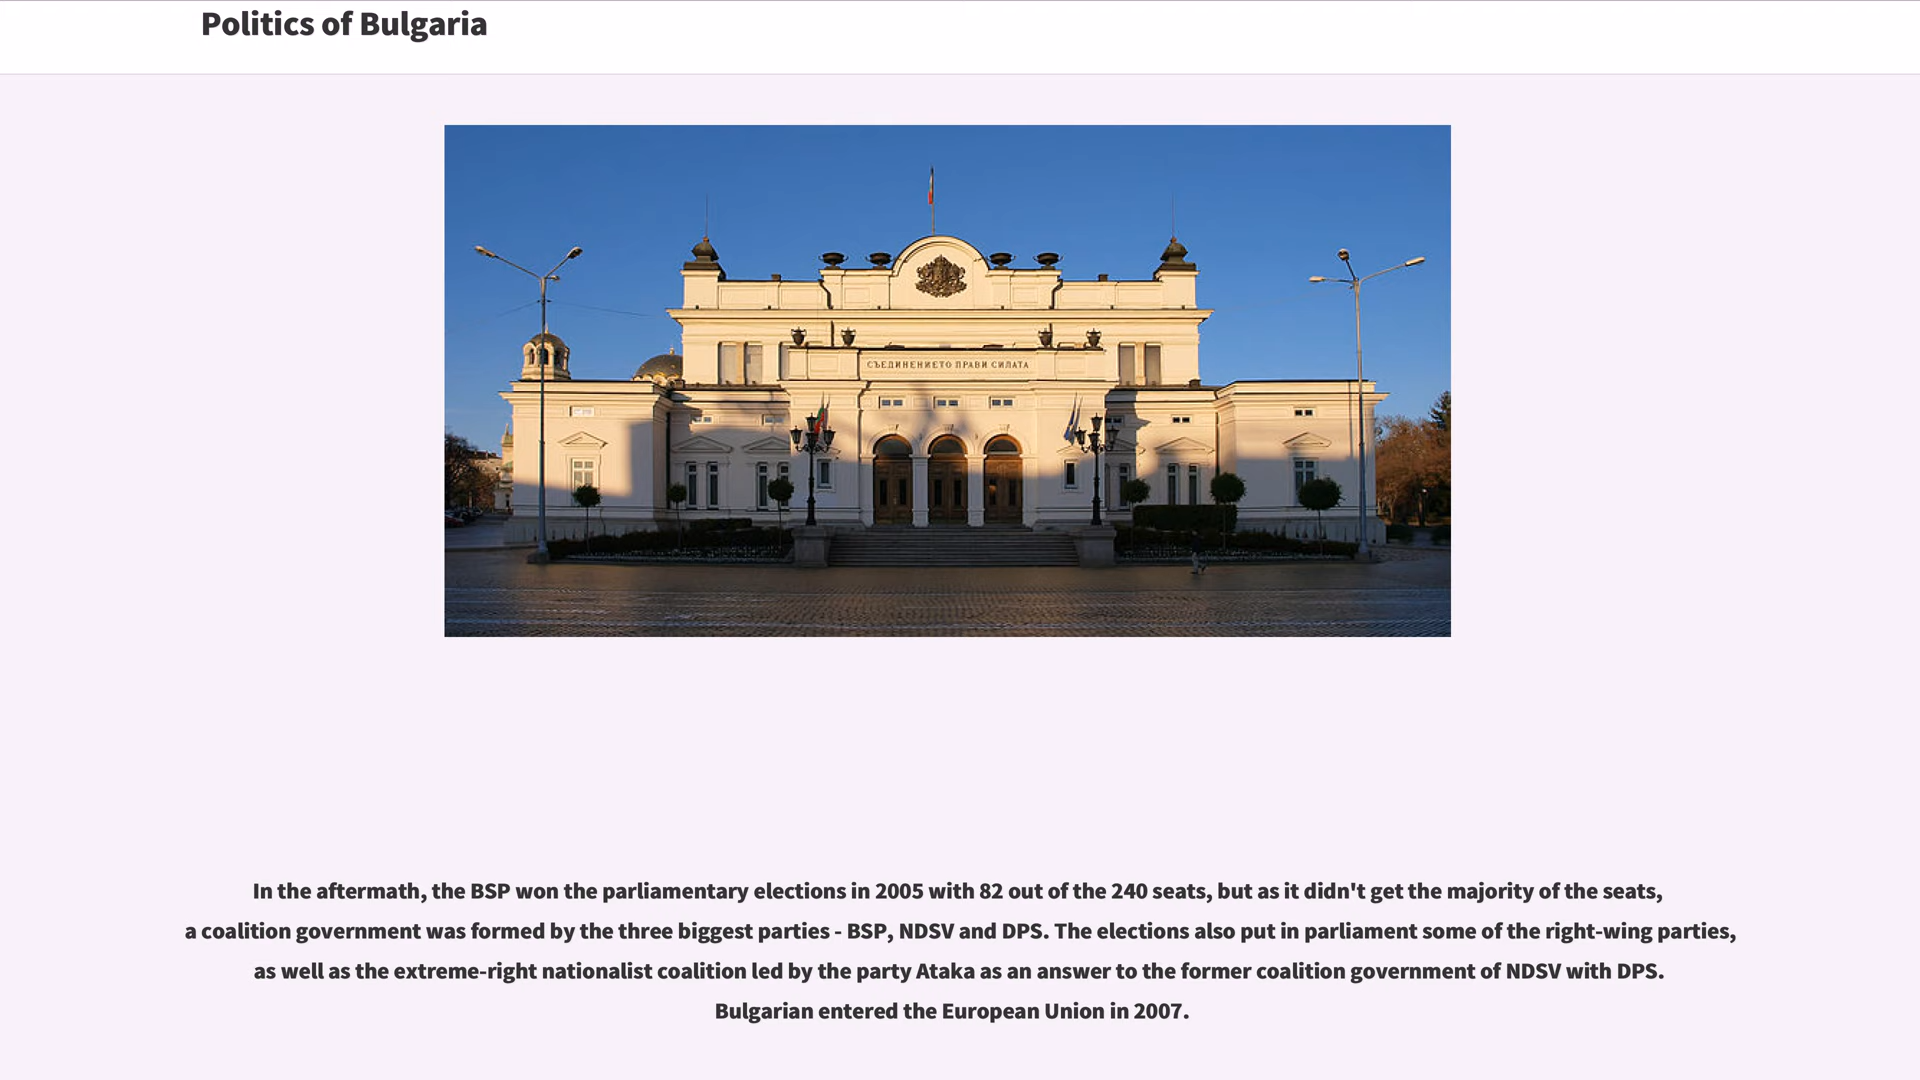 Politics of Bulgaria
СЪЕДИНЕНИЕТО ПРАВИ СИЛАТА
In the aftermath, the BSP won the parliamentary elections in 2005 with 82 out of the 240 seats, but as it didn't get the majority of the seats,
a coalition government was formed by the three biggest parties - BSP, NDSV and DPS. The elections also put in parliament some of the right-wing parties,
as well as the extreme-right nationalist coalition led by the party Ataka as an answer to the former coalition government of NDSV with DPS.
Bulgarian entered the European Union in 2007.